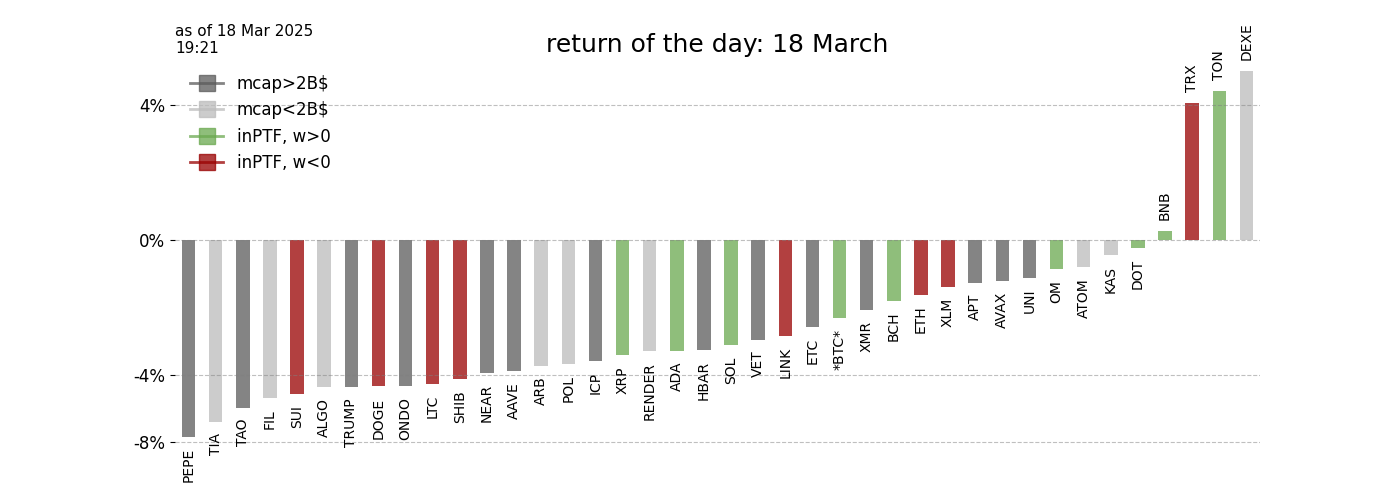 as of 18 Mar 2025
19:21
return of the day: 18 March
mcap>2B$
mcap<2B$
inPTF, w>0
inPTF, w<0
4%
0%
-4%
-8%
PEPE
TIA
TAO
FIL
SUI
ALGO
TRUMP
DOGE
ONDO
LTC
SHIB
NEAR
AAVE
ARB
POL
ICP
XRP
RENDER
ADA
HBAR
SOL
VET
LINK
ETC
*BTC*
XMR
BCH
ETH
XLM
APT
AVAX
UNI
OM
ATOM
KAS
DOT
BNB
TRX
TON
DEXE